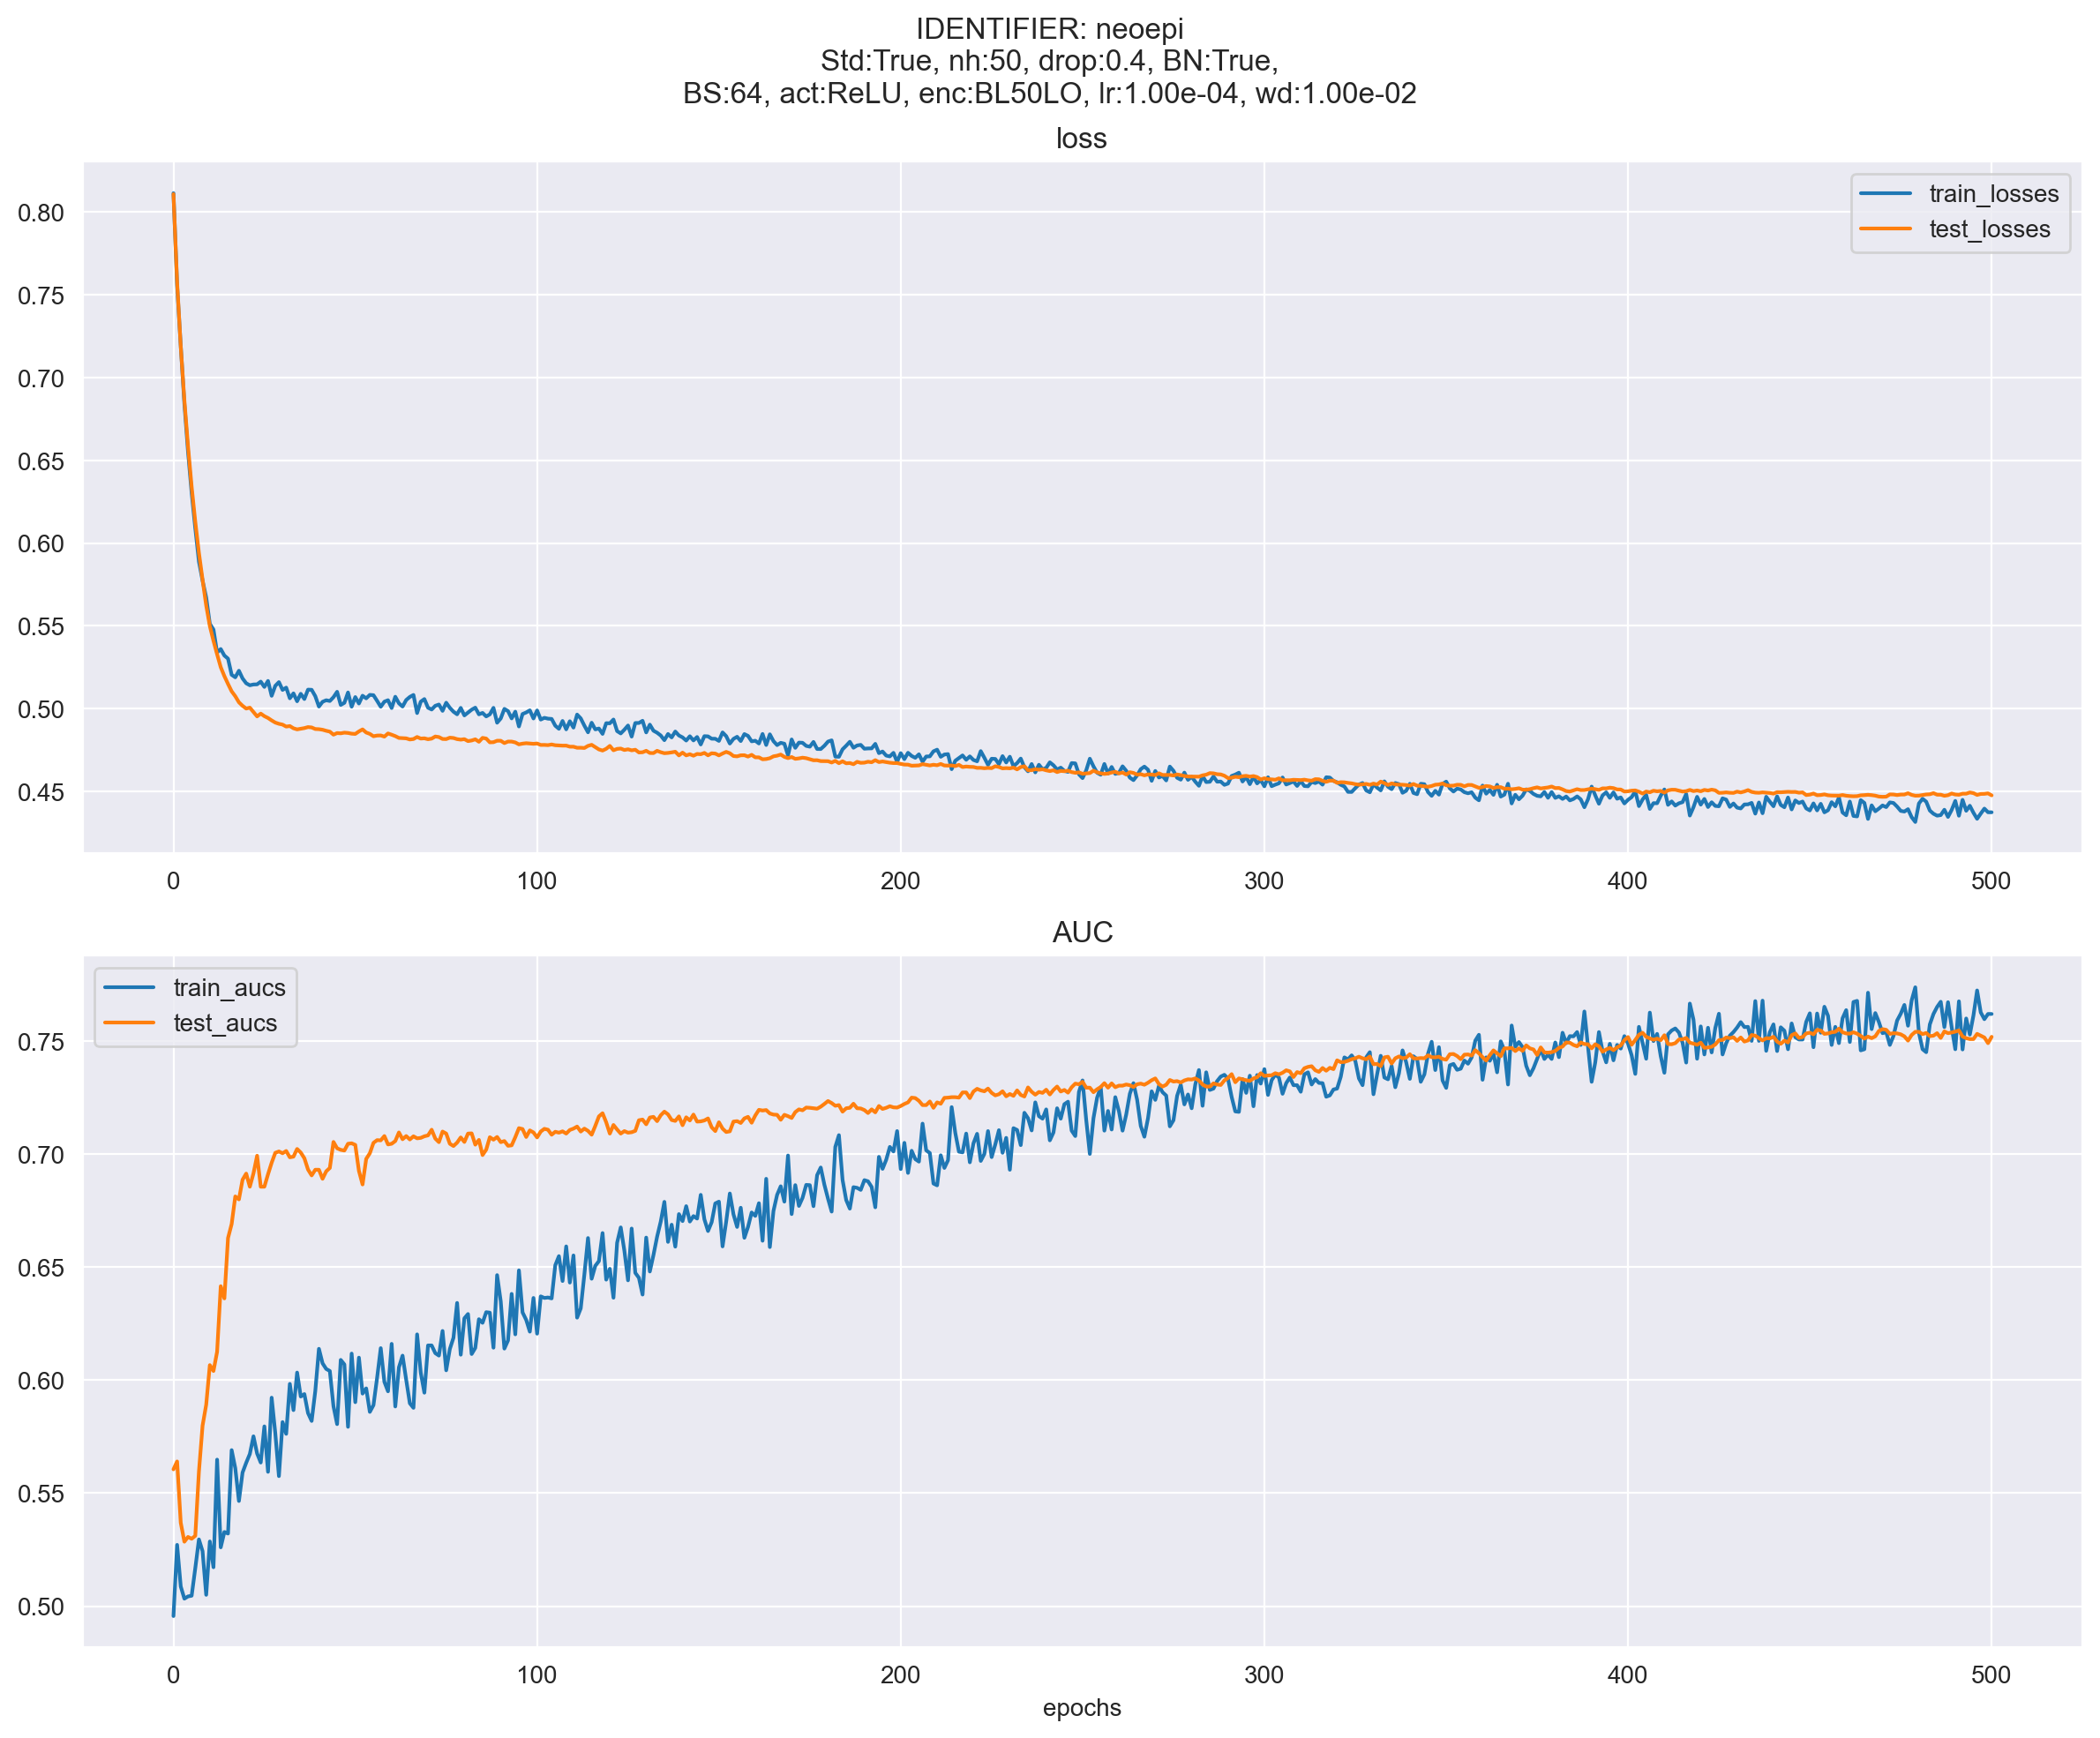 IDENTIFIER: neoepi
Std:True, nh:50, drop:0.4, BN:True,
BS:64, act:ReLU, enc:BL50LO, lr:1.00e-04, wd:1.00e-02
loss
train_losses
test_losses
0.80
0.75
0.70
0.65
0.60
0.55
0.50
0.45
0 100 200 300 400 500
AUC
train_aucs
test_aucs
0.75
0.70
0.65
0.60
0.55
0.50
0 100 200 300 400 500
epochs